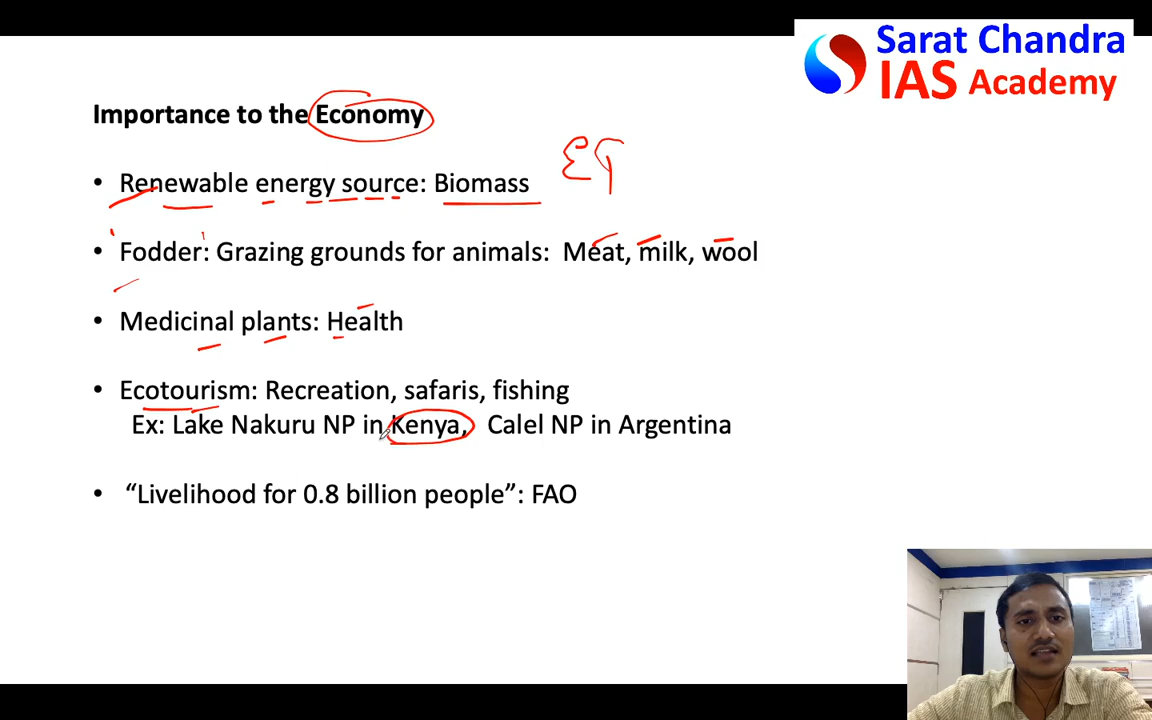 Sarat Chandra
IAS Academy
Importance to the Economy
• Renewable energy source: Biomass
• Fodder: Grazing grounds for animals: Meat, milk, wool
• Medicinal plants: Health
• Ecotourism: Recreation, safaris, fishing
Ex: Lake Nakuru NP in Kenya, Calel NP in Argentina
• “Livelihood for 0.8 billion people”: FAO